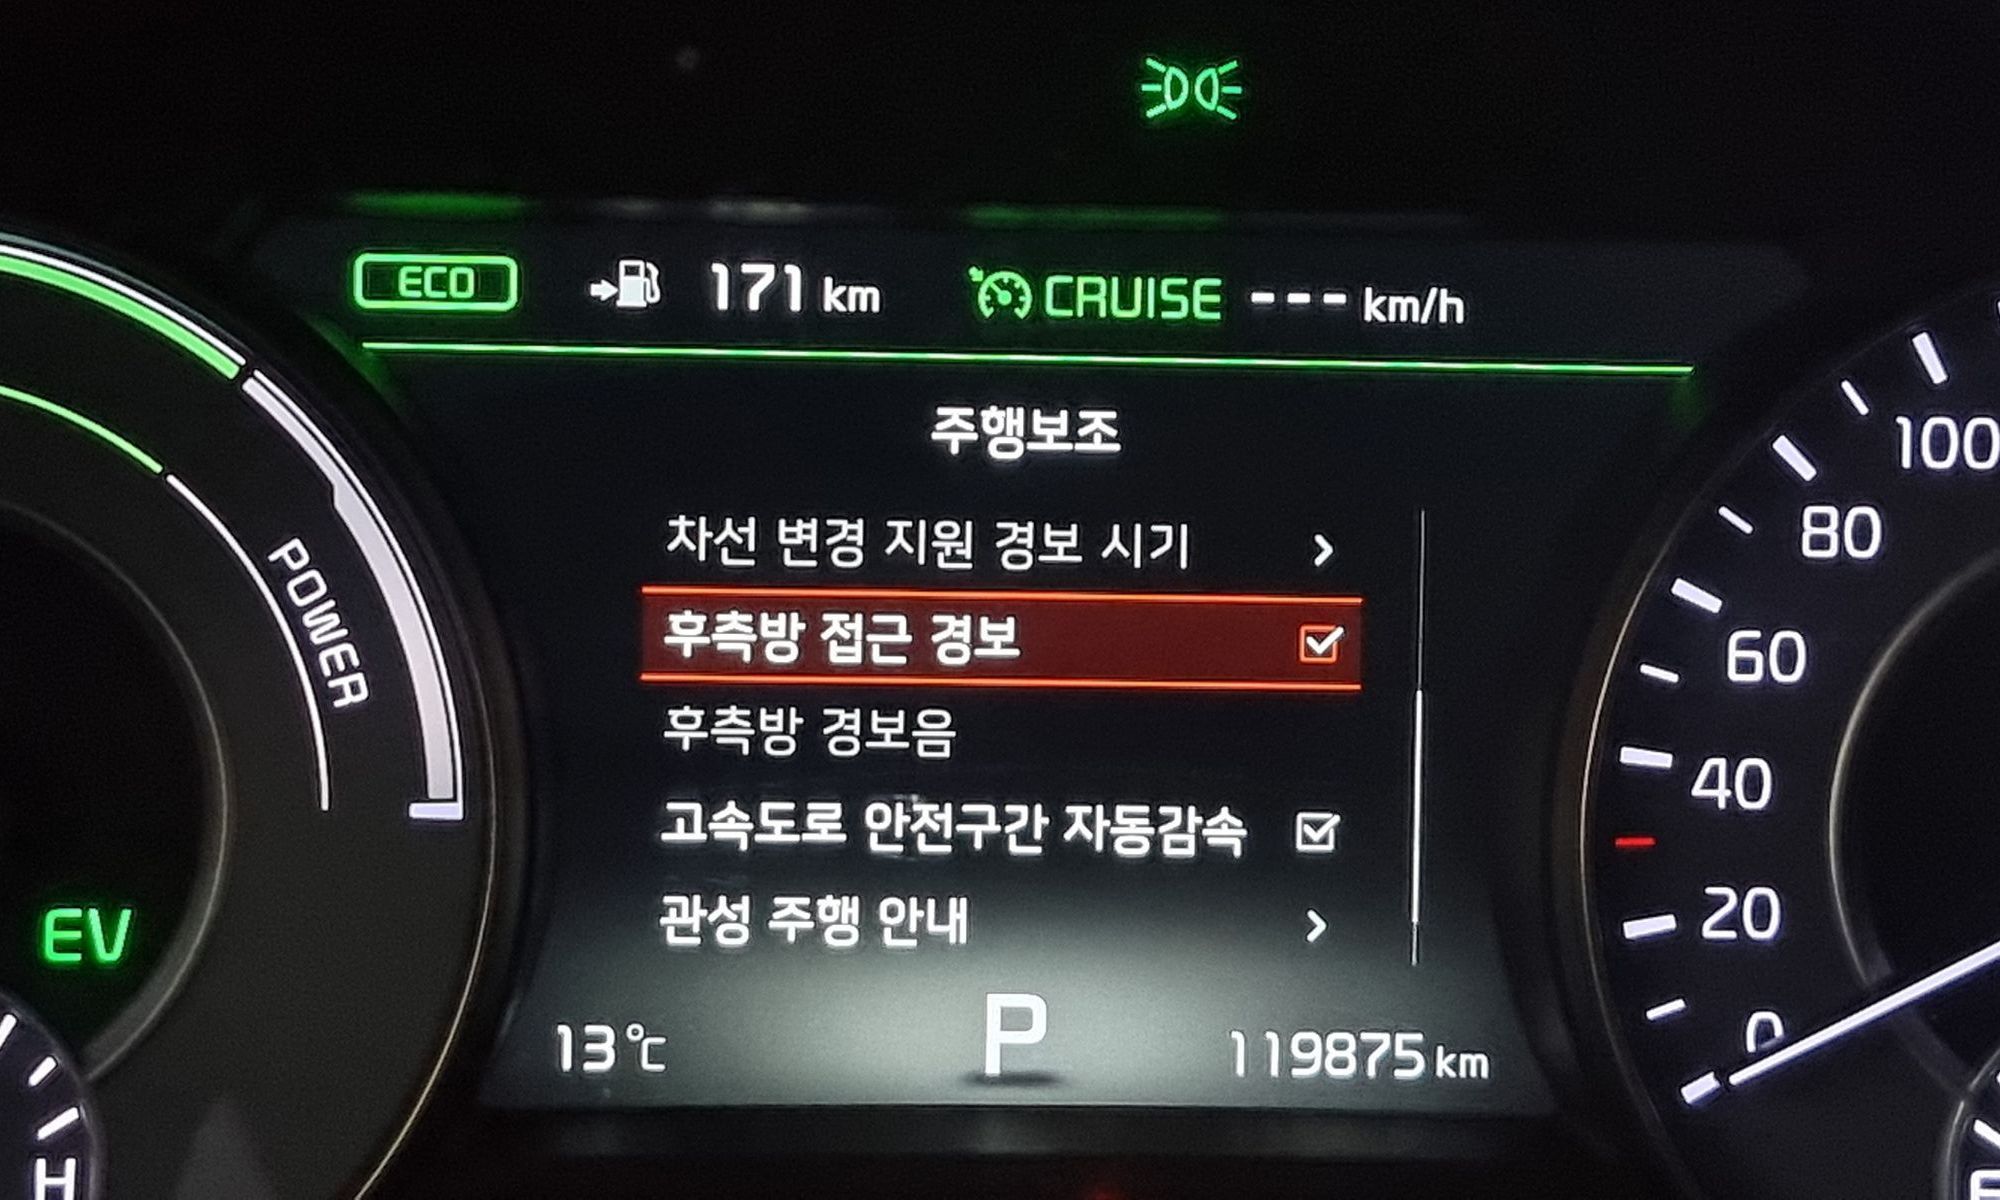 ECO 171 km CRUISE --- km/h
주행보조
차선 변경 지원 경보 시기 >
후측방 접근 경보
후측방 경보음
고속도로 안전구간 자동감속
관성 주행 안내 >
13℃ P 119875 km
POWER
EV
H
100
80
60
40
20
0